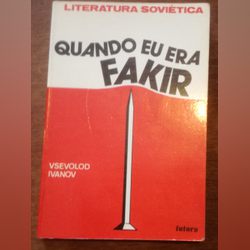 LITERATURA SOVIÉTICA
QUANDO EU ERA
FAKIR
VSEVOLOD
IVANOV
futura